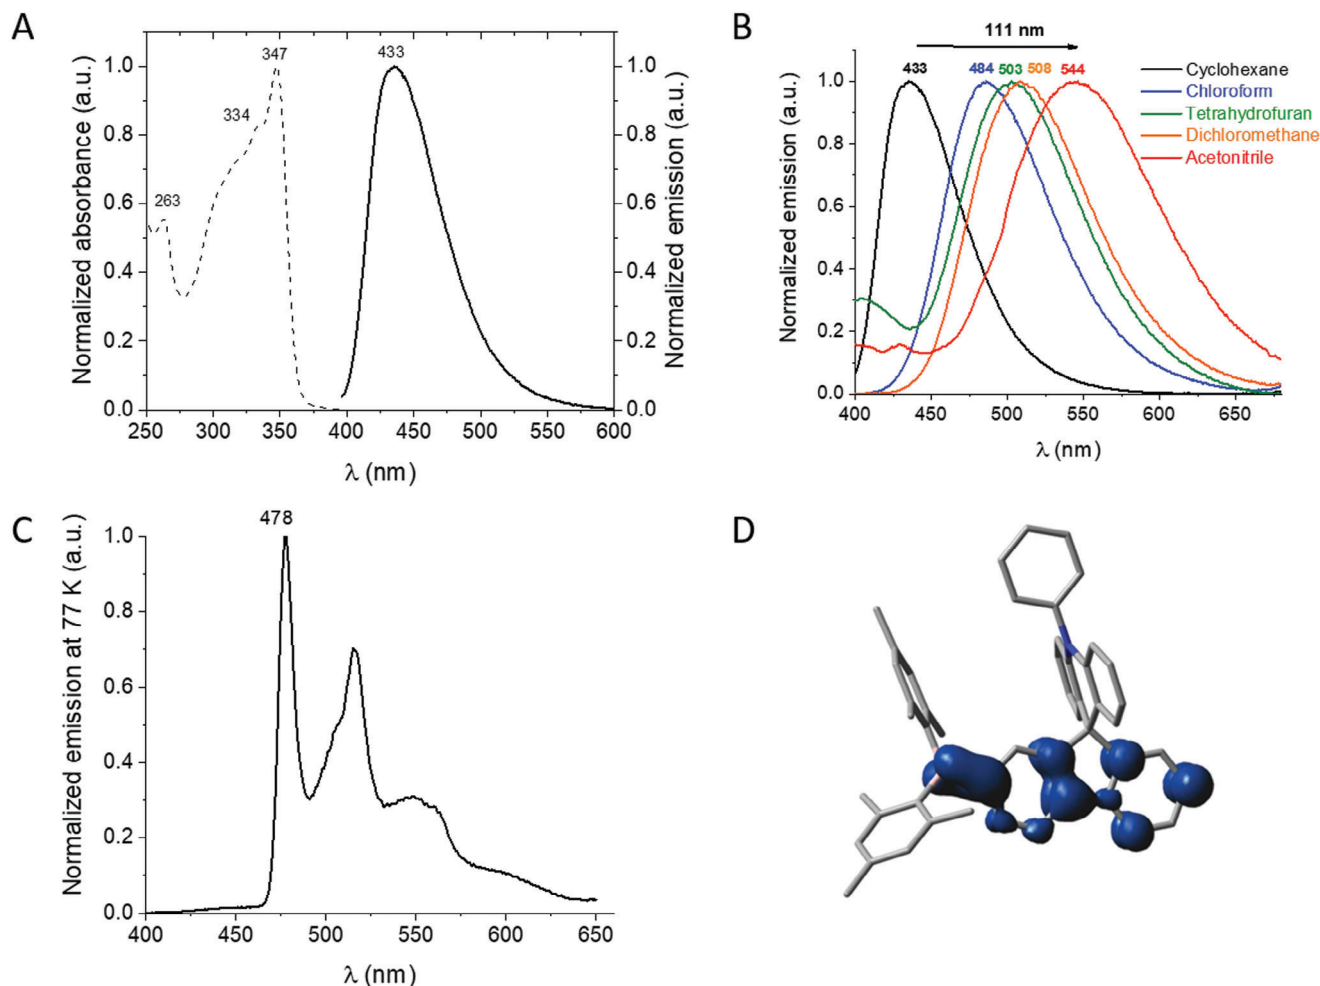 A
Normalized absorbance (a.u.)
1.0
0.8
0.6
0.4
0.2
0.0
263
334
347
433
1.0
0.8
0.6
0.4
0.2
0.0
Normalized emission (a.u.)
250 300 350 400 450 500 550 600
λ (nm)
B
111 nm
433 484 503 508 544
Cyclohexane
Chloroform
Tetrahydrofuran
Dichloromethane
Acetonitrile
Normalized emission (a.u.)
1.0
0.8
0.6
0.4
0.2
0.0
400 450 500 550 600 650
λ (nm)
C
478
Normalized emission at 77 K (a.u.)
1.0
0.8
0.6
0.4
0.2
0.0
400 450 500 550 600 650
λ (nm)
D